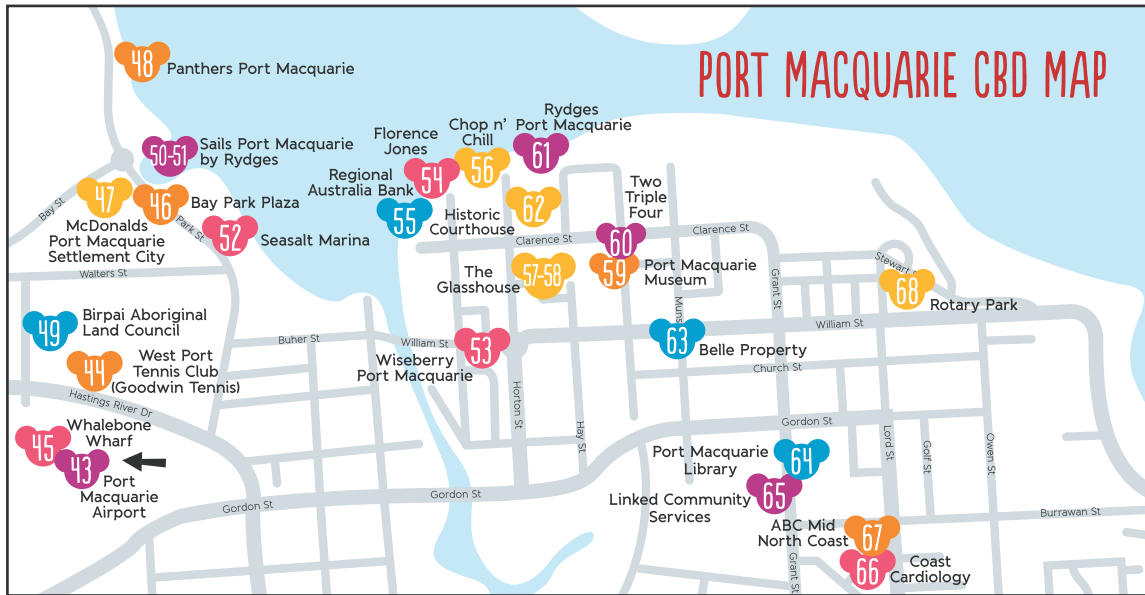 PORT MACQUARIE CBD MAP
48
Panthers Port Macquarie
50-51
Sails Port Macquarie
by Rydges
47
McDonalds
Port Macquarie
Settlement City
46
Bay Park Plaza
52
Seasalt Marina
Bay St
Park St
Walters St
Florence
Jones
54
Regional
Australia Bank
55
Chop n'
Chill
56
Rydges
Port Macquarie
61
62
Historic
Courthouse
Two
Triple
Four
60
59
Port Macquarie
Museum
The
Glasshouse
57-58
Clarence St
Clarence St
Grant St
Muns
Stewart
68
Rotary Park
49
Birpai Aboriginal
Land Council
44
West Port
Tennis Club
(Goodwin Tennis)
Hastings River Dr
Buher St
William St
53
Wiseberry
Port Macquarie
63
Belle Property
William St
Church St
45
Whalebone
Wharf
43
Port
Macquarie
Airport
Horton St
Hay St
Gordon St
Gordon St
Gordon St
Lord St
Golf St
Owen St
Port Macquarie
Library
64
Linked Community
Services
65
ABC Mid
North Coast
67
66
Coast
Cardiology
Burrawan St
Grant St